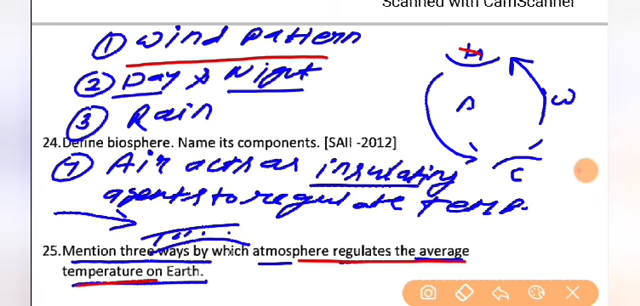 Scanned with CamScanner
① Wind Pattern
② Day & Night
③ Rain
24.Define biosphere. Name its components. [SAII -2012]
Air acts as insulating
agents to regulate temp.
25.Mention three ways by which atmosphere regulates the average
temperature on Earth.
H
W
C